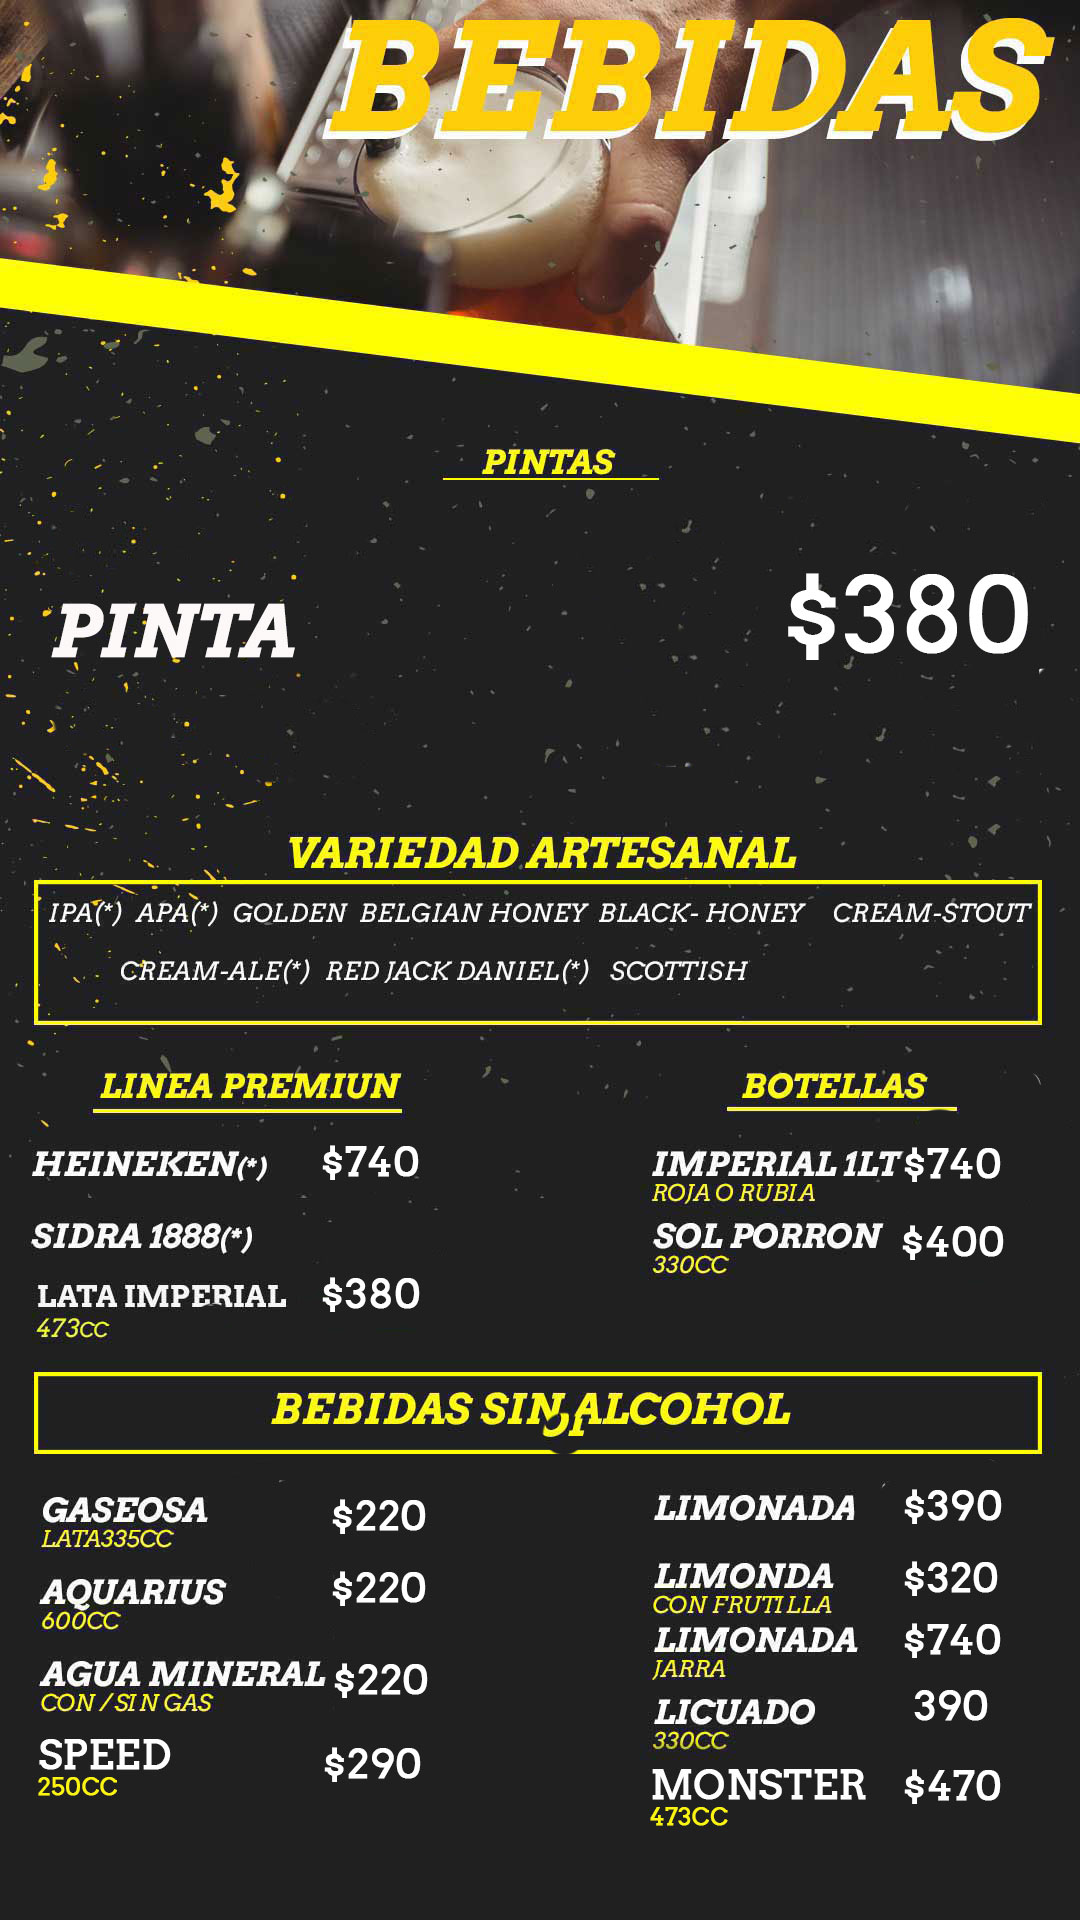 BEBIDAS
PINTAS
PINTA $380
VARIEDAD ARTESANAL
IPA(*) APA(*) GOLDEN BELGIAN HONEY BLACK- HONEY CREAM-STOUT
CREAM-ALE(*) RED JACK DANIEL(*) SCOTTISH
LINEA PREMIUN
HEINEKEN(*) $740
SIDRA 1888(*)
LATA IMPERIAL $380
473CC
BOTELLAS
IMPERIAL 1LT $740
ROJA O RUBIA
SOL PORRON $400
330CC
BEBIDAS SIN ALCOHOL
GASEOSA $220
LATA335CC
AQUARIUS $220
600CC
AGUA MINERAL $220
CON / SIN GAS
SPEED $290
250CC
LIMONADA $390
LIMONDA $320
CON FRUTILLA
LIMONADA $740
JARRA
LICUADO 390
330CC
MONSTER $470
473CC